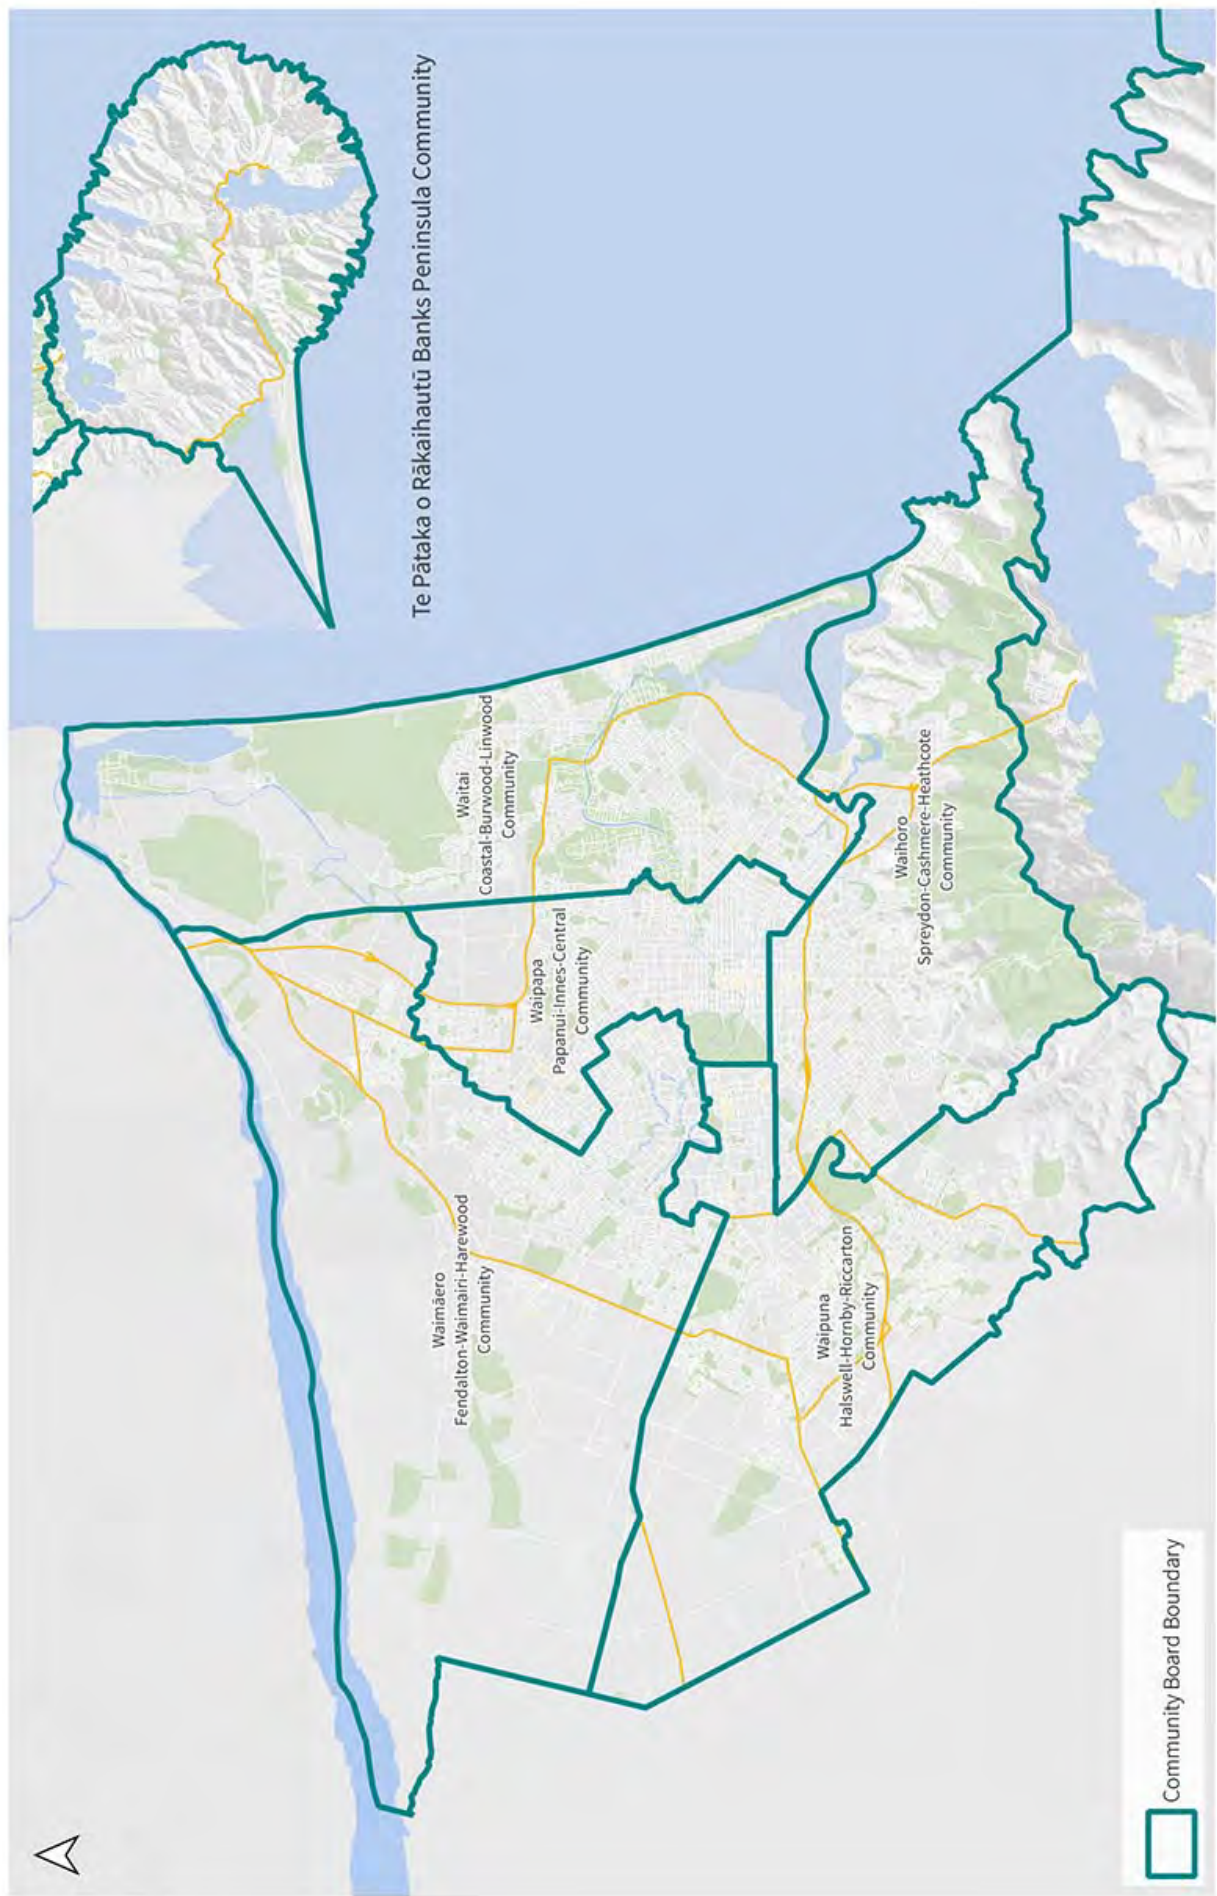 Te Pātaka o Rākaihautū Banks Peninsula Community
Waitai
Coastal-Burwood-Linwood
Community
Waipapa
Papanui-Innes-Central
Community
Waimāero
Fendalton-Waimairi-Harewood
Community
Waipuna
Halswell-Hornby-Riccarton
Community
Waihoro
Spreydon-Cashmere-Heathcote
Community
Community Board Boundary